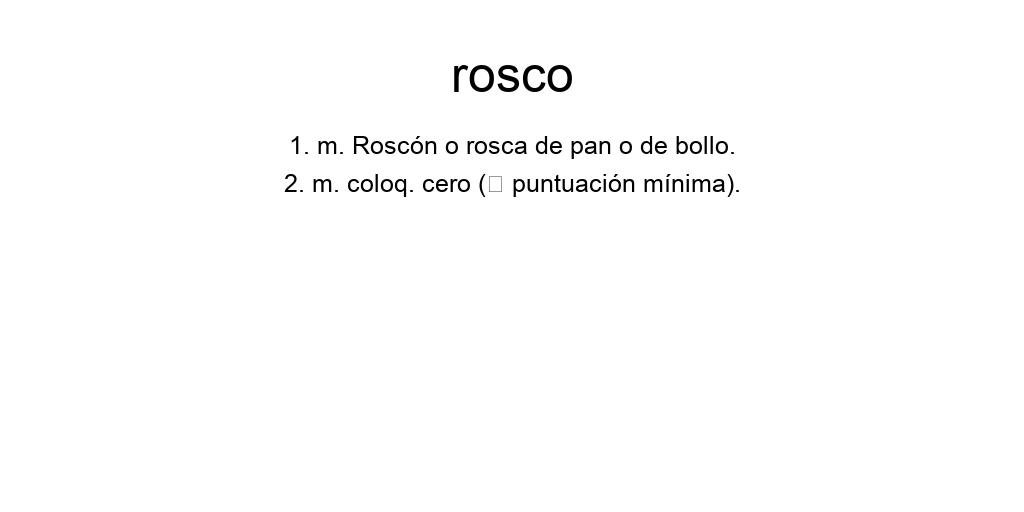 rosco
1. m. Roscón o rosca de pan o de bollo.
2. m. coloq. cero (□ puntuación mínima).